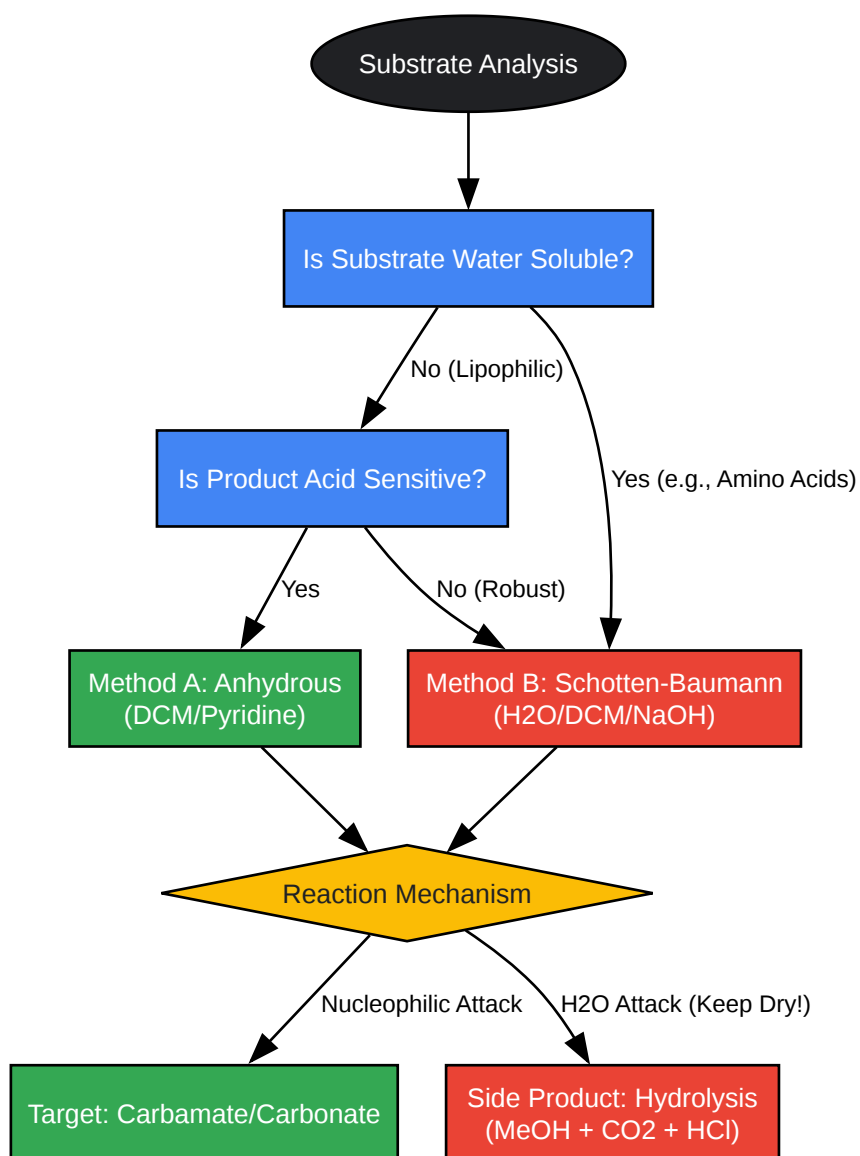 Substrate Analysis
Is Substrate Water Soluble?
No (Lipophilic)
Is Product Acid Sensitive?
Yes (e.g., Amino Acids)
Yes
No (Robust)
Method A: Anhydrous
(DCM/Pyridine)
Method B: Schotten-Baumann
(H2O/DCM/NaOH)
Reaction Mechanism
Nucleophilic Attack
H2O Attack (Keep Dry!)
Target: Carbamate/Carbonate
Side Product: Hydrolysis
(MeOH + CO2 + HCl)